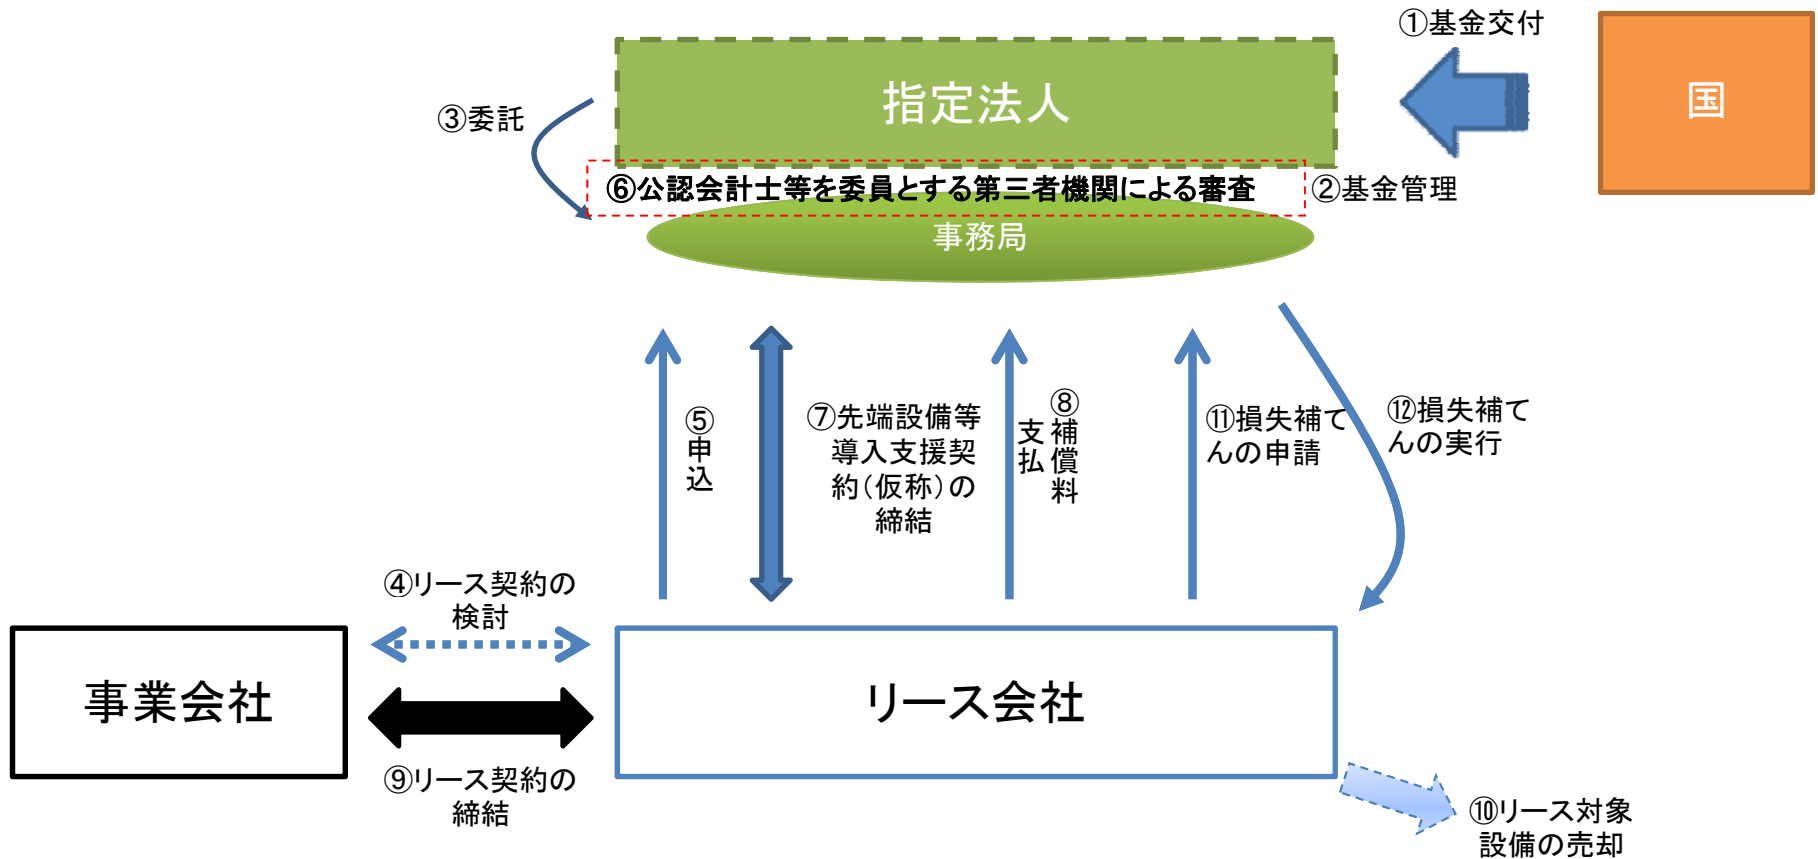 ①基金交付
国
指定法人
③委託
⑥公認会計士等を委員とする第三者機関による審査
②基金管理
事務局
⑤申込
⑦先端設備等
導入支援契
約(仮称)の
締結
⑧補償料
支払
⑪損失補て
んの申請
⑫損失補て
んの実行
④リース契約の
検討
事業会社
リース会社
⑨リース契約の
締結
⑩リース対象
設備の売却